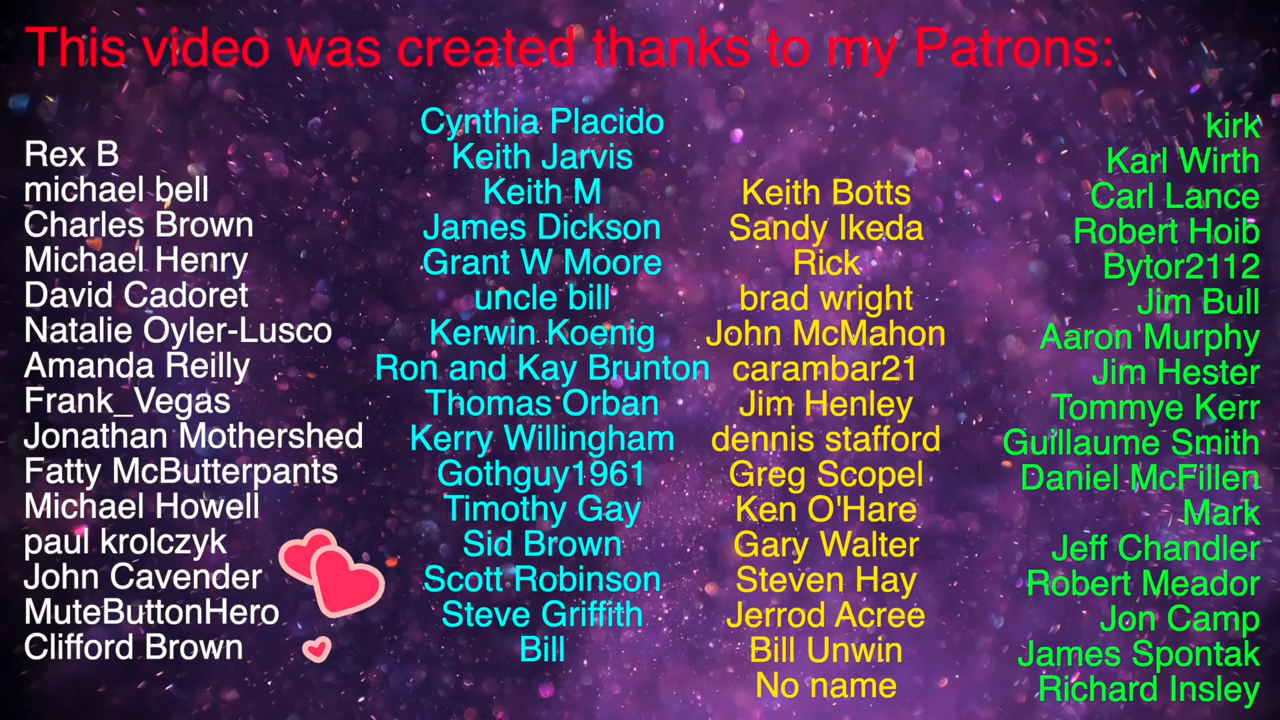 This video was created thanks to my Patrons:
Rex B
michael bell
Charles Brown
Michael Henry
David Cadoret
Natalie Oyler-Lusco
Amanda Reilly
Frank_Vegas
Jonathan Mothershed
Fatty McButterpants
Michael Howell
paul krolczyk
John Cavender
MuteButtonHero
Clifford Brown
Cynthia Placido
Keith Jarvis
Keith M
James Dickson
Grant W Moore
uncle bill
Kerwin Koenig
Ron and Kay Brunton
Thomas Orban
Kerry Willingham
Gothguy1961
Timothy Gay
Sid Brown
Scott Robinson
Steve Griffith
Bill
Keith Botts
Sandy Ikeda
Rick
brad wright
John McMahon
carambar21
Jim Henley
dennis stafford
Greg Scopel
Ken O'Hare
Gary Walter
Steven Hay
Jerrod Acree
Bill Unwin
No name
kirk
Karl Wirth
Carl Lance
Robert Hoib
Bytor2112
Jim Bull
Aaron Murphy
Jim Hester
Tommye Kerr
Guillaume Smith
Daniel McFillen
Mark
Jeff Chandler
Robert Meador
Jon Camp
James Spontak
Richard Insley